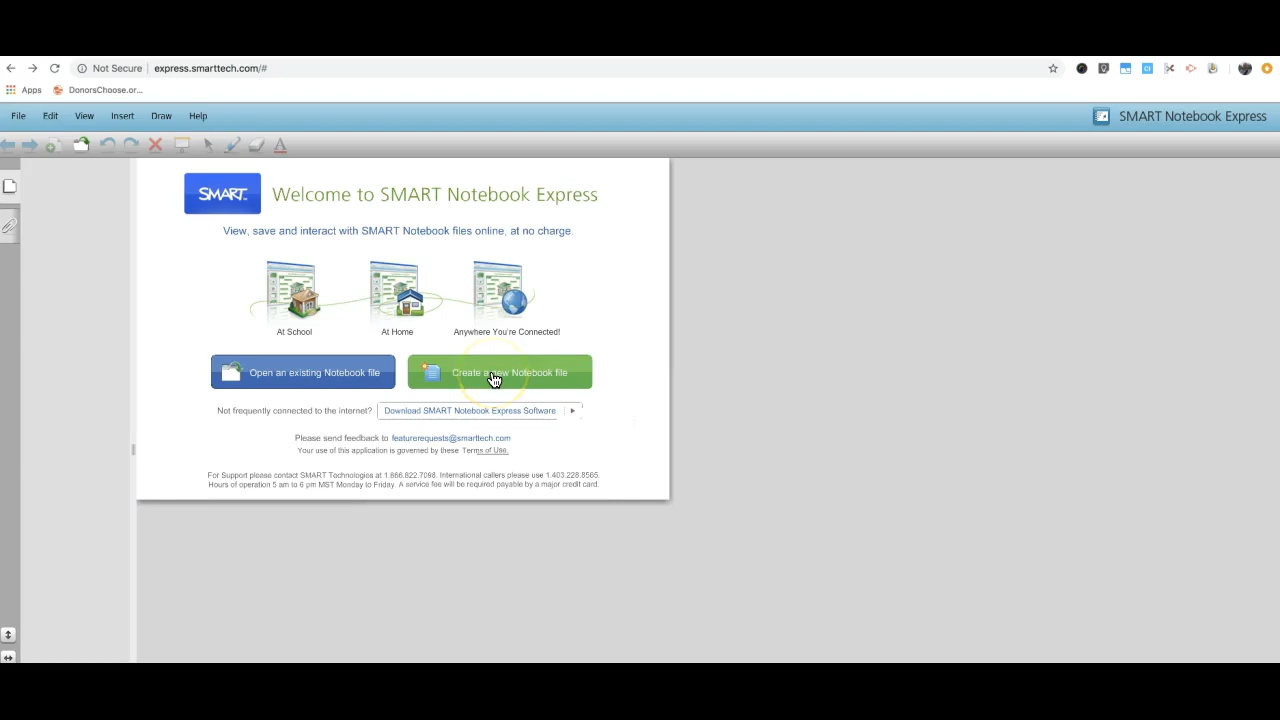 Not Secure express.smarttech.com/#
Apps DonorsChoose.or...
File Edit View Insert Draw Help SMART Notebook Express
SMART Welcome to SMART Notebook Express
View, save and interact with SMART Notebook files online, at no charge.
At School At Home Anywhere You're Connected!
Open an existing Notebook file Create a new Notebook file
Not frequently connected to the internet? Download SMART Notebook Express Software
Please send feedback to featurerequests@smarttech.com
Your use of this application is governed by these Terms of Use.
For Support please contact SMART Technologies at 1.866.822.7098. International callers please use 1.403.228.8565.
Hours of operation 5 am to 6 pm MST Monday to Friday. A service fee will be required payable by a major credit card.